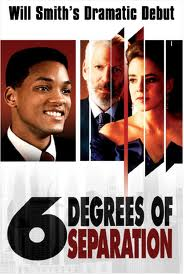 Will Smith's Dramatic Debut
6 DEGREES OF
SEPARATION